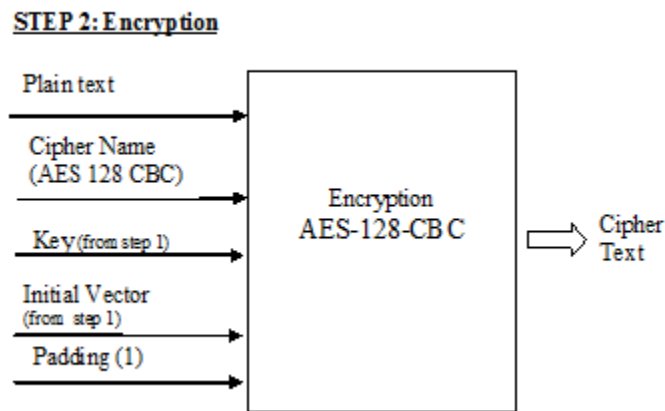 STEP 2: Encryption
Plain text
Cipher Name
(AES 128 CBC)
Key (from step 1)
Initial Vector
(from step 1)
Padding (1)
Encryption
AES-128-CBC
Cipher
Text